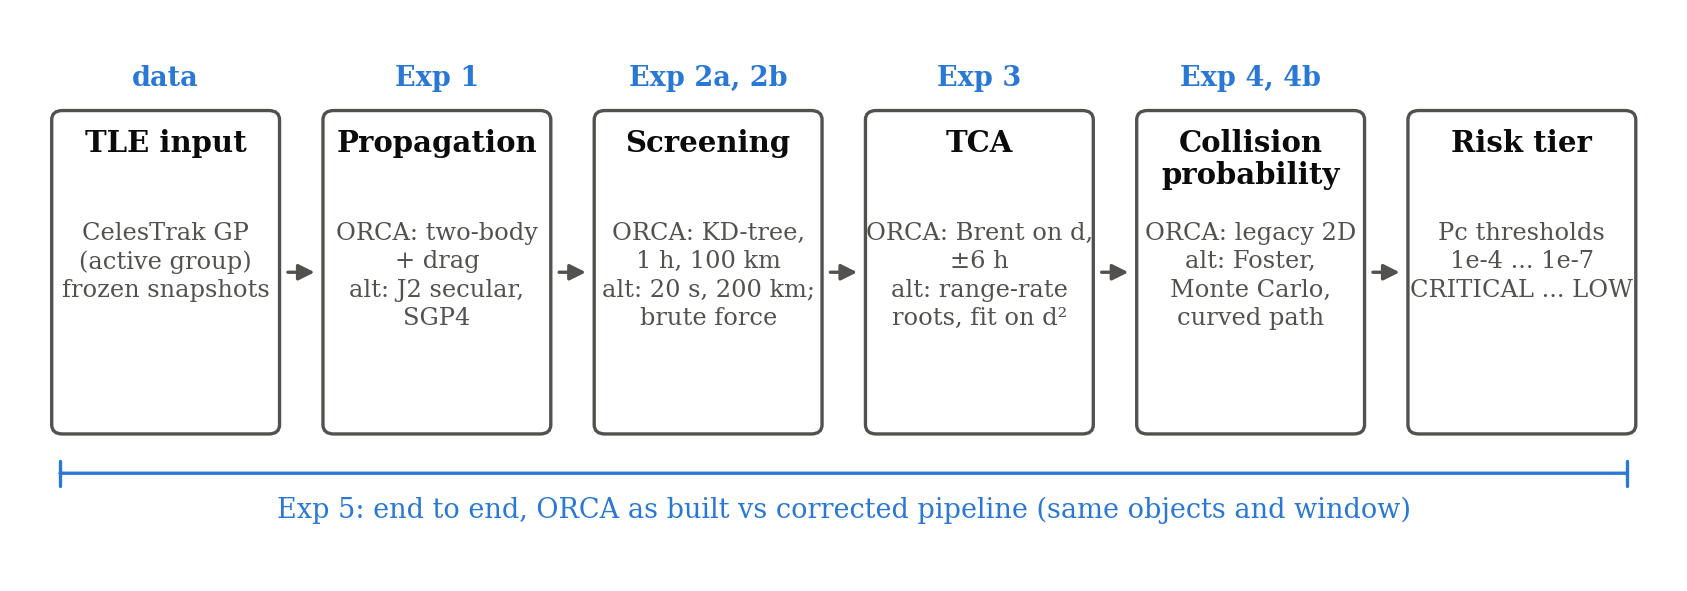 data
TLE input
CelesTrak GP
(active group)
frozen snapshots
Exp 1
Propagation
ORCA: two-body
+ drag
alt: J2 secular,
SGP4
Exp 2a, 2b
Screening
ORCA: KD-tree,
1 h, 100 km
alt: 20 s, 200 km;
brute force
Exp 3
TCA
ORCA: Brent on d,
±6 h
alt: range-rate
roots, fit on d²
Exp 4, 4b
Collision
probability
ORCA: legacy 2D
alt: Foster,
Monte Carlo,
curved path
Risk tier
Pc thresholds
1e-4 ... 1e-7
CRITICAL ... LOW
Exp 5: end to end, ORCA as built vs corrected pipeline (same objects and window)